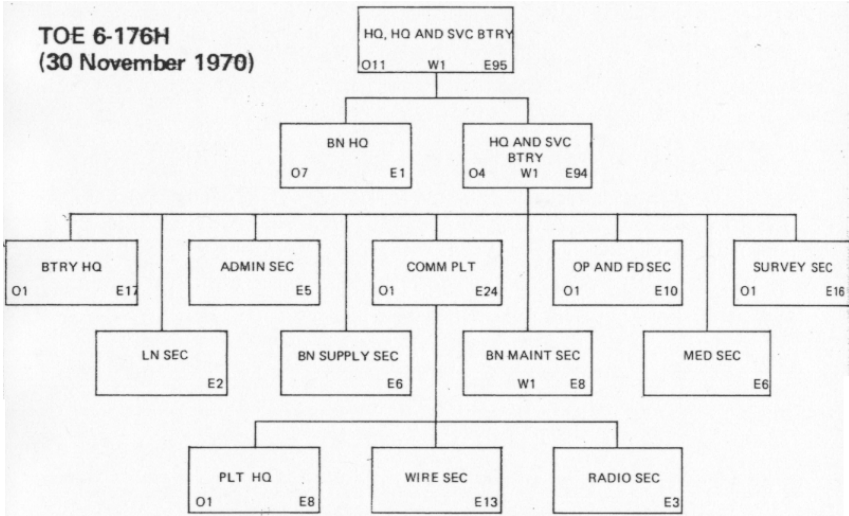 TOE 6-176H
(30 November 1970)
HQ, HQ AND SVC BTRY
O11 W1 E95
BN HQ
O7 E1
HQ AND SVC
BTRY
O4 W1 E94
BTRY HQ
O1 E17
ADMIN SEC
E5
COMM PLT
O1 E24
OP AND FD SEC
O1 E10
SURVEY SEC
O1 E16
LN SEC
E2
BN SUPPLY SEC
E6
BN MAINT SEC
W1 E8
MED SEC
E6
PLT HQ
O1 E8
WIRE SEC
E13
RADIO SEC
E3